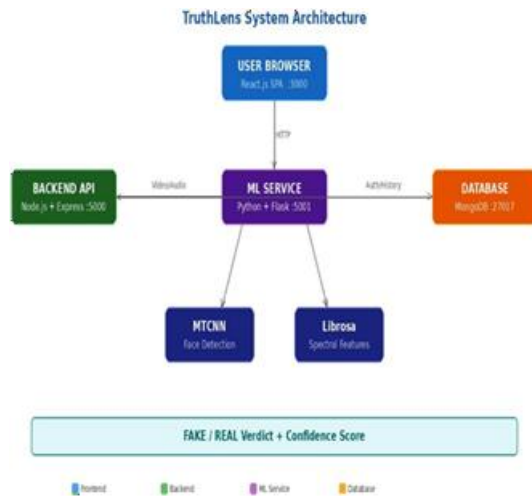 TruthLens System Architecture
USER BROWSER
React.js SPA :3000
HTTP
BACKEND API
Node.js + Express :5000
Video/Audio
ML SERVICE
Python + Flask :5001
Auth/History
DATABASE
MongoDB :27017
MTCNN
Face Detection
Librosa
Spectral Features
FAKE / REAL Verdict + Confidence Score
Frontend
Backend
ML Service
Database